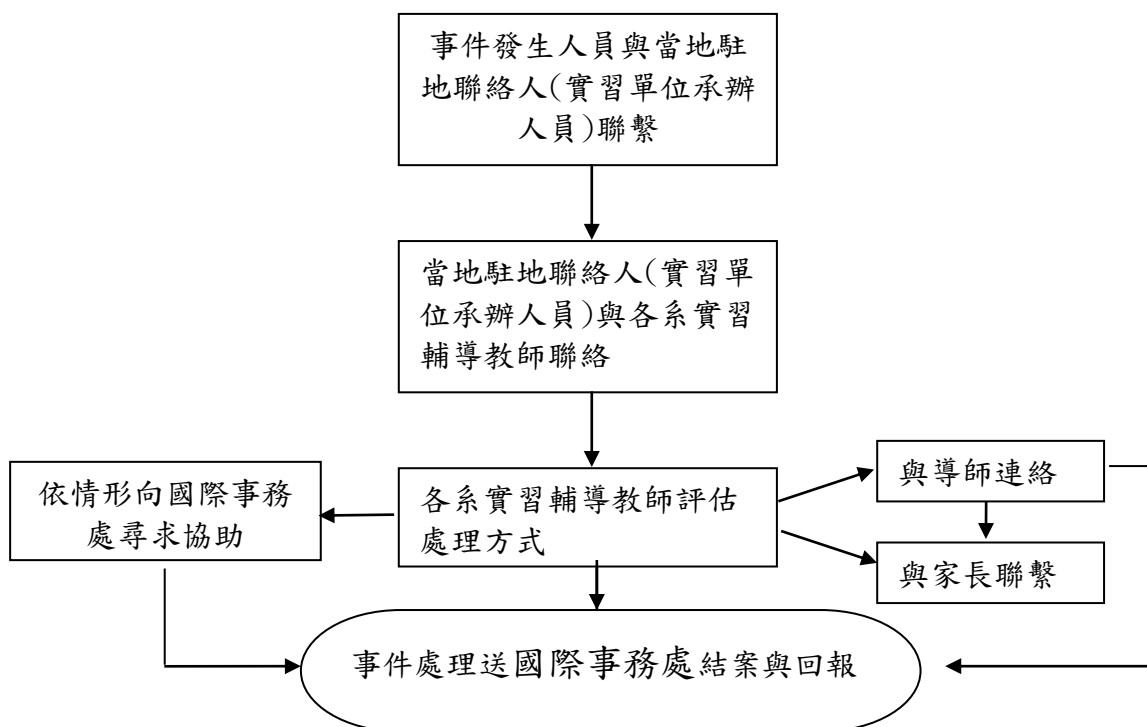 事件發生人員與當地駐
地聯絡人(實習單位承辦
人員)聯繫
當地駐地聯絡人(實習單
位承辦人員)與各系實習
輔導教師聯絡
依情形向國際事務
處尋求協助
各系實習輔導教師評估
處理方式
與導師連絡
與家長聯繫
事件處理送國際事務處結案與回報